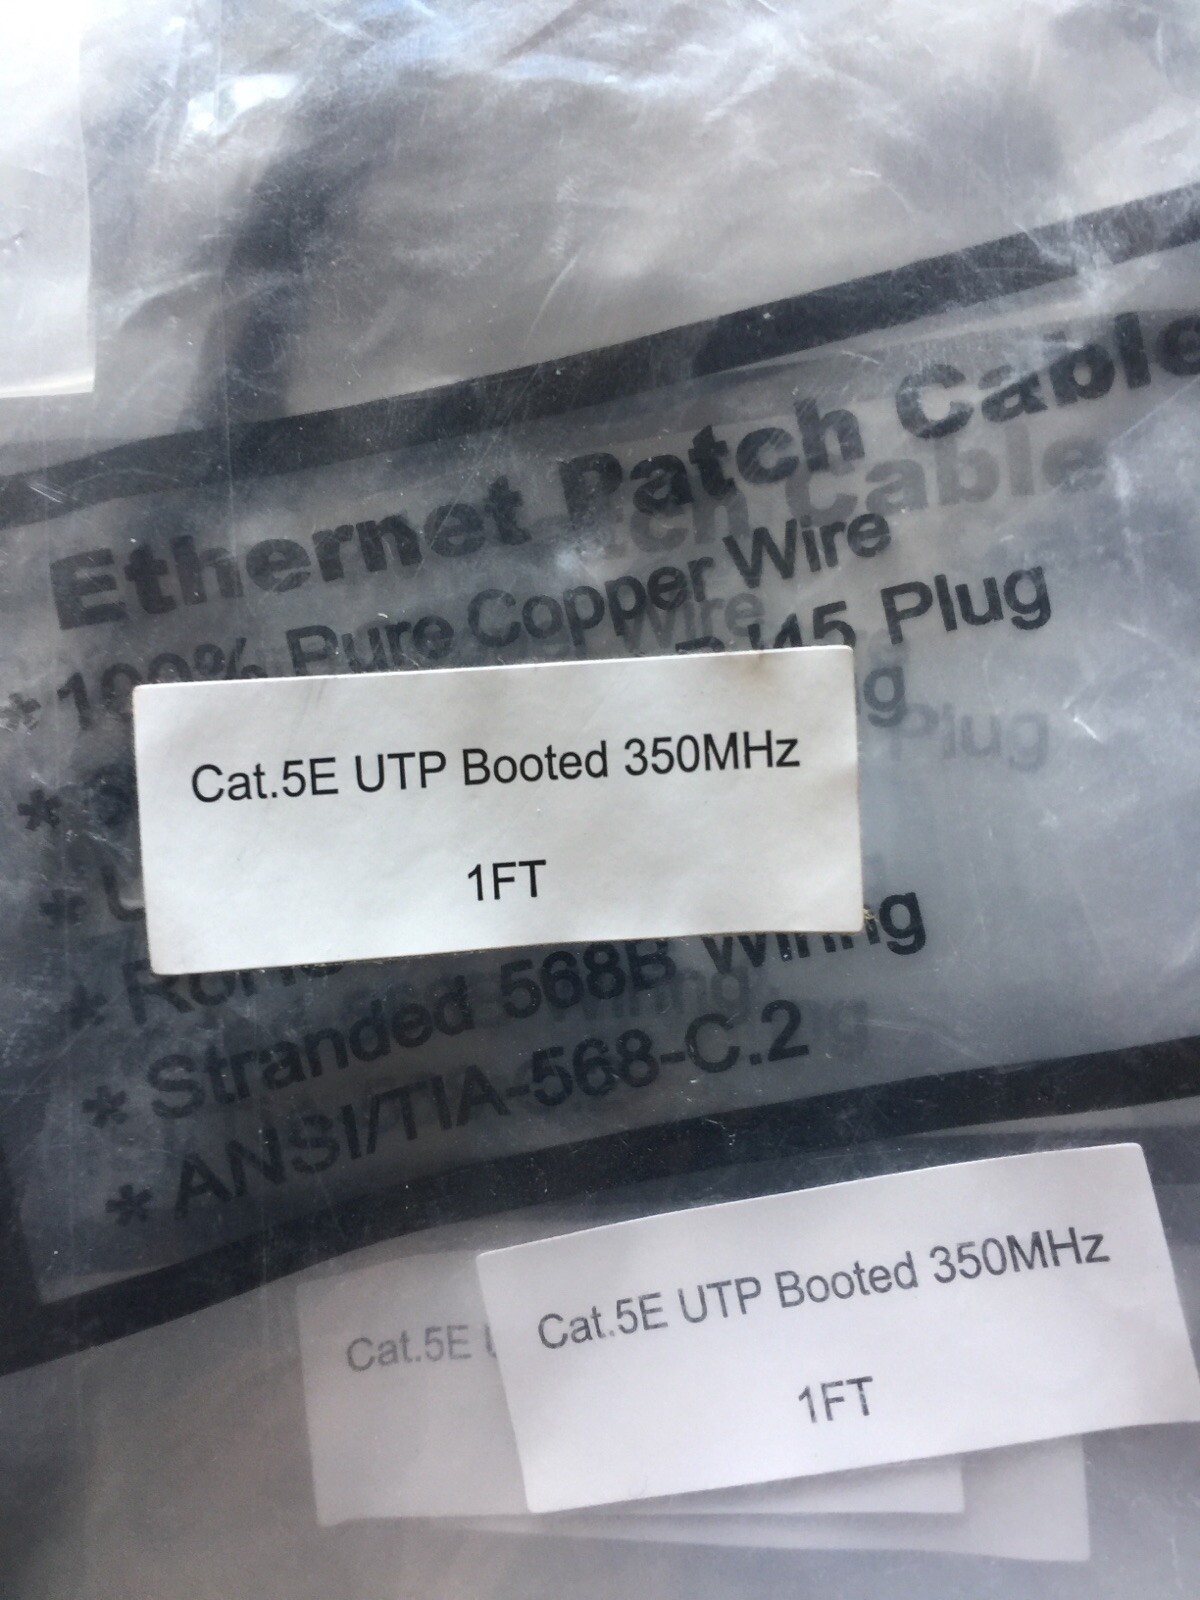 Ethernet Patch Cable
* 100% Pure Copper Wire
RJ45 Plug
Cat.5E UTP Booted 350MHz
1FT
* Stranded 568B Wiring
* ANSI/TIA-568-C.2
Cat.5E
Cat.5E UTP Booted 350MHz
1FT